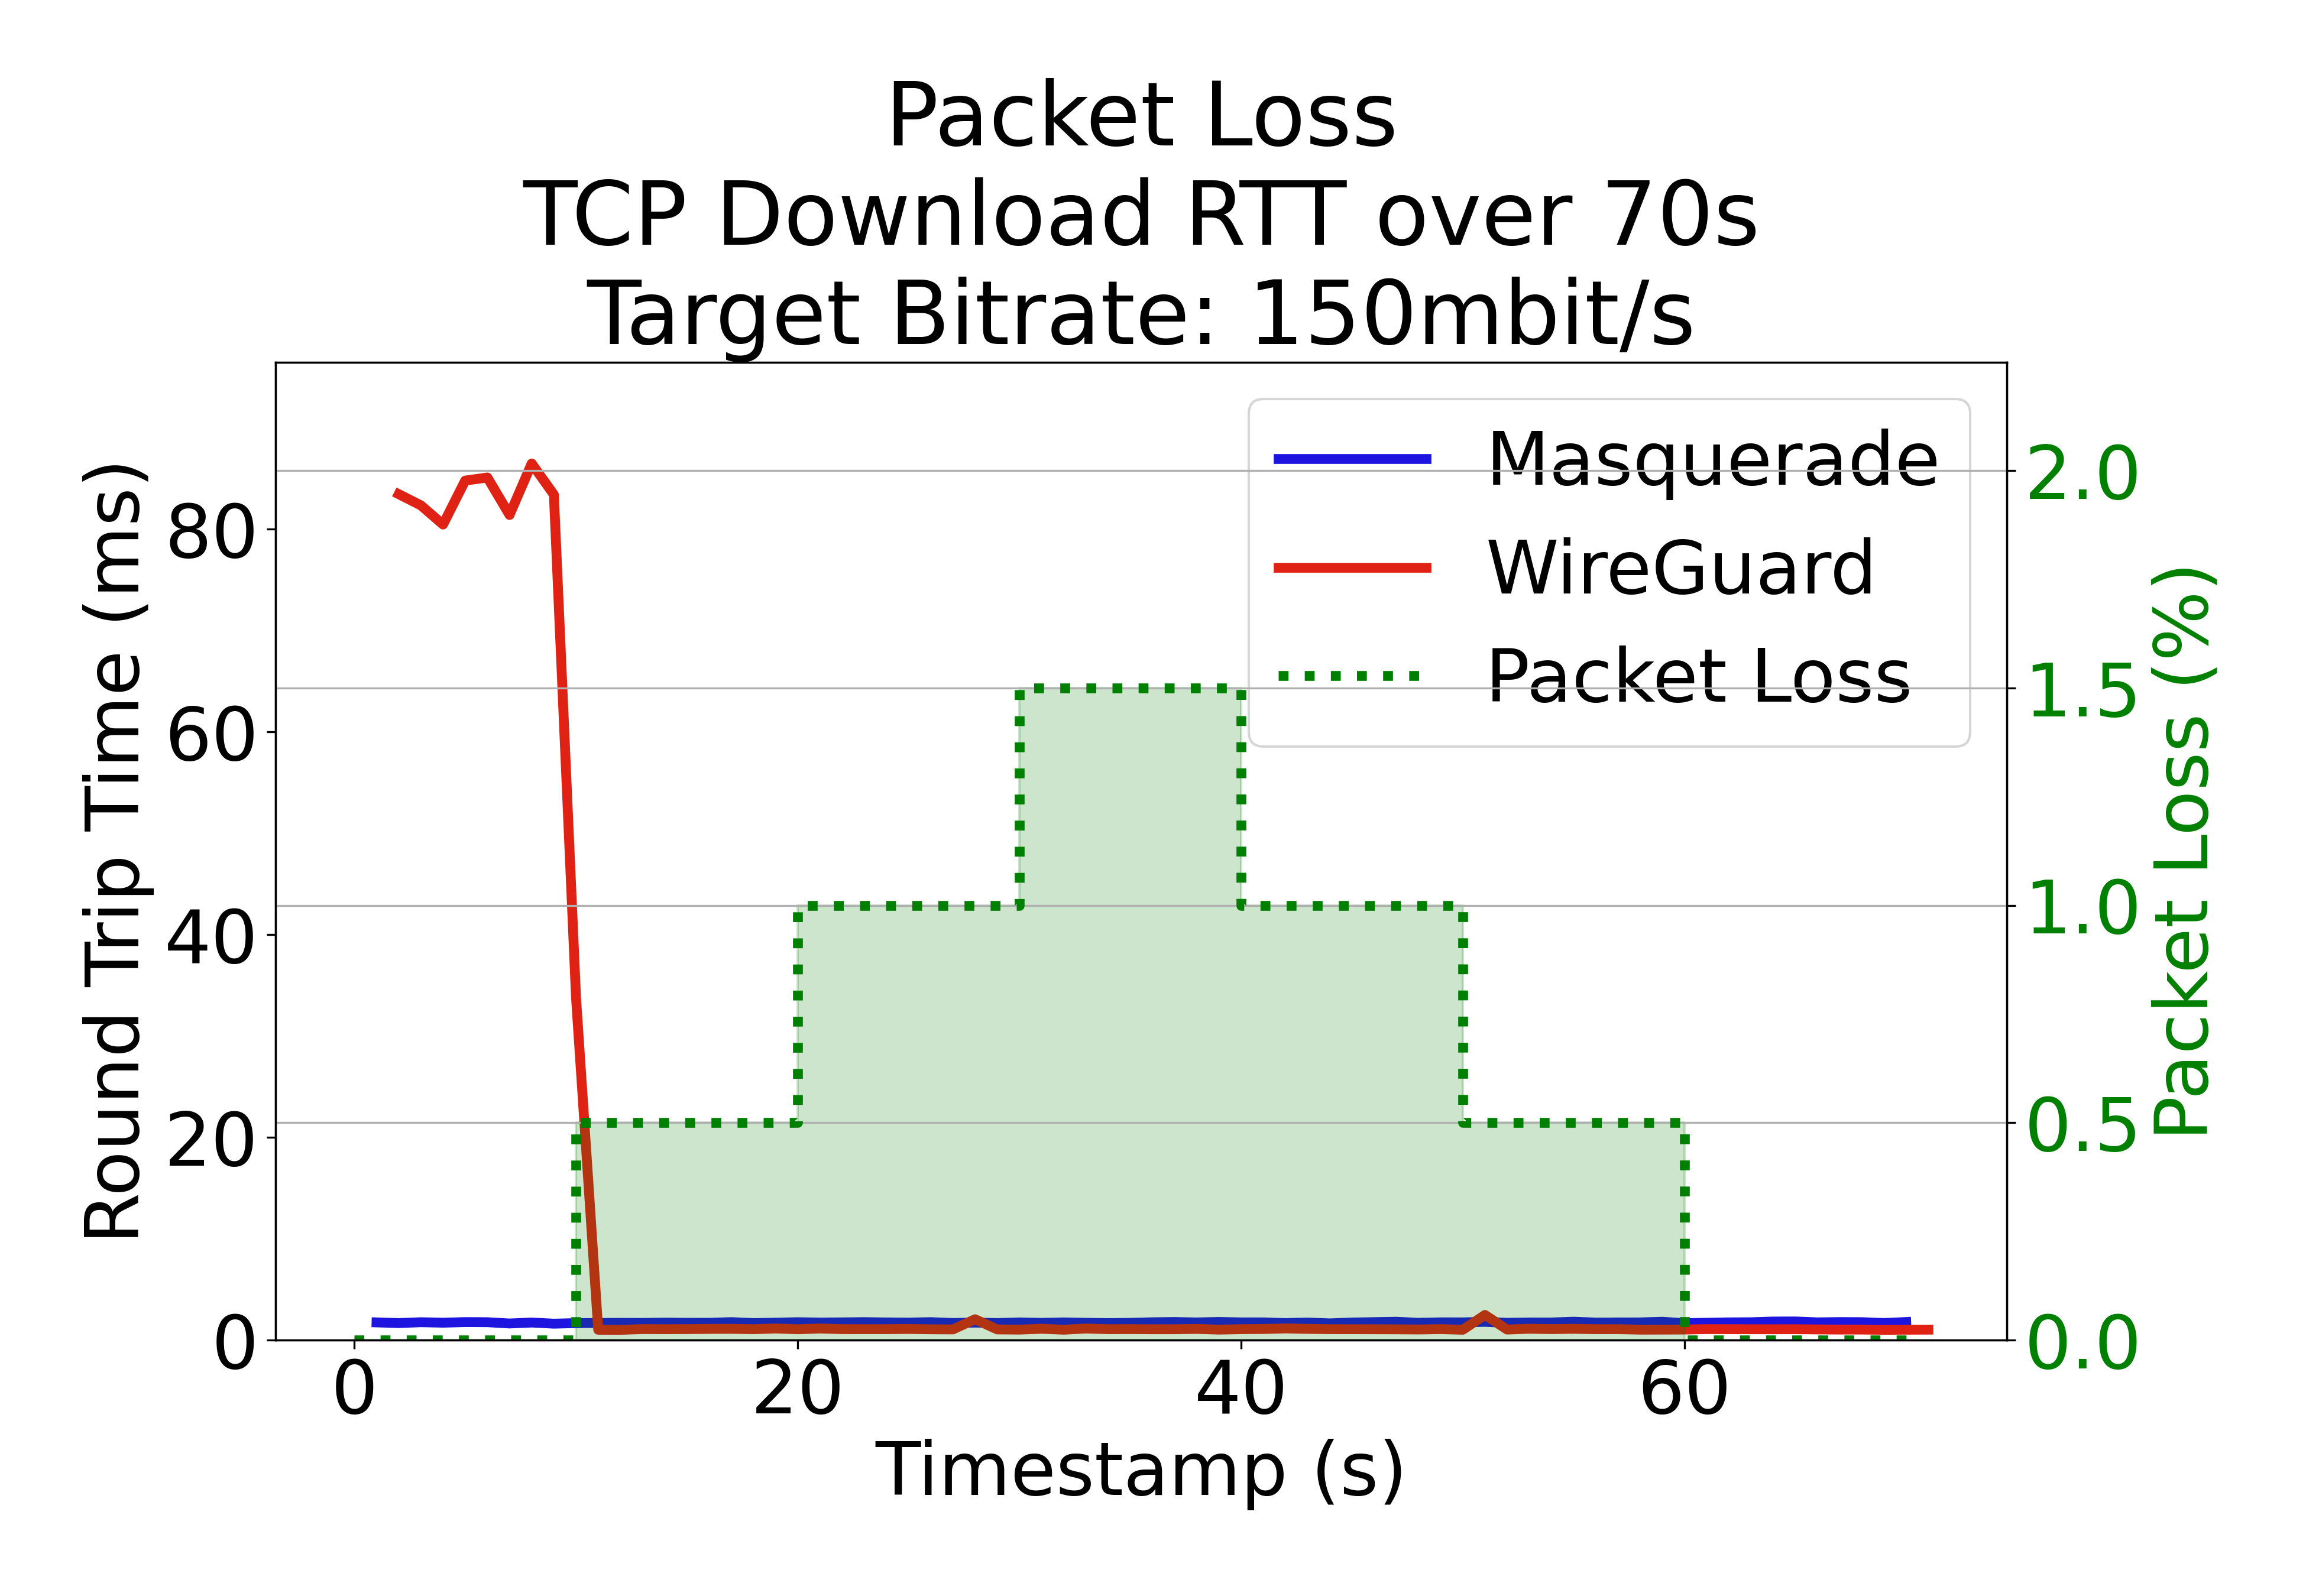 Packet Loss
TCP Download RTT over 70s
Target Bitrate: 150mbit/s
Masquerade
WireGuard
Packet Loss
Round Trip Time (ms)
80
60
40
20
0
2.0
1.5
1.0
0.5
0.0
Packet Loss (%)
0 20 40 60
Timestamp (s)